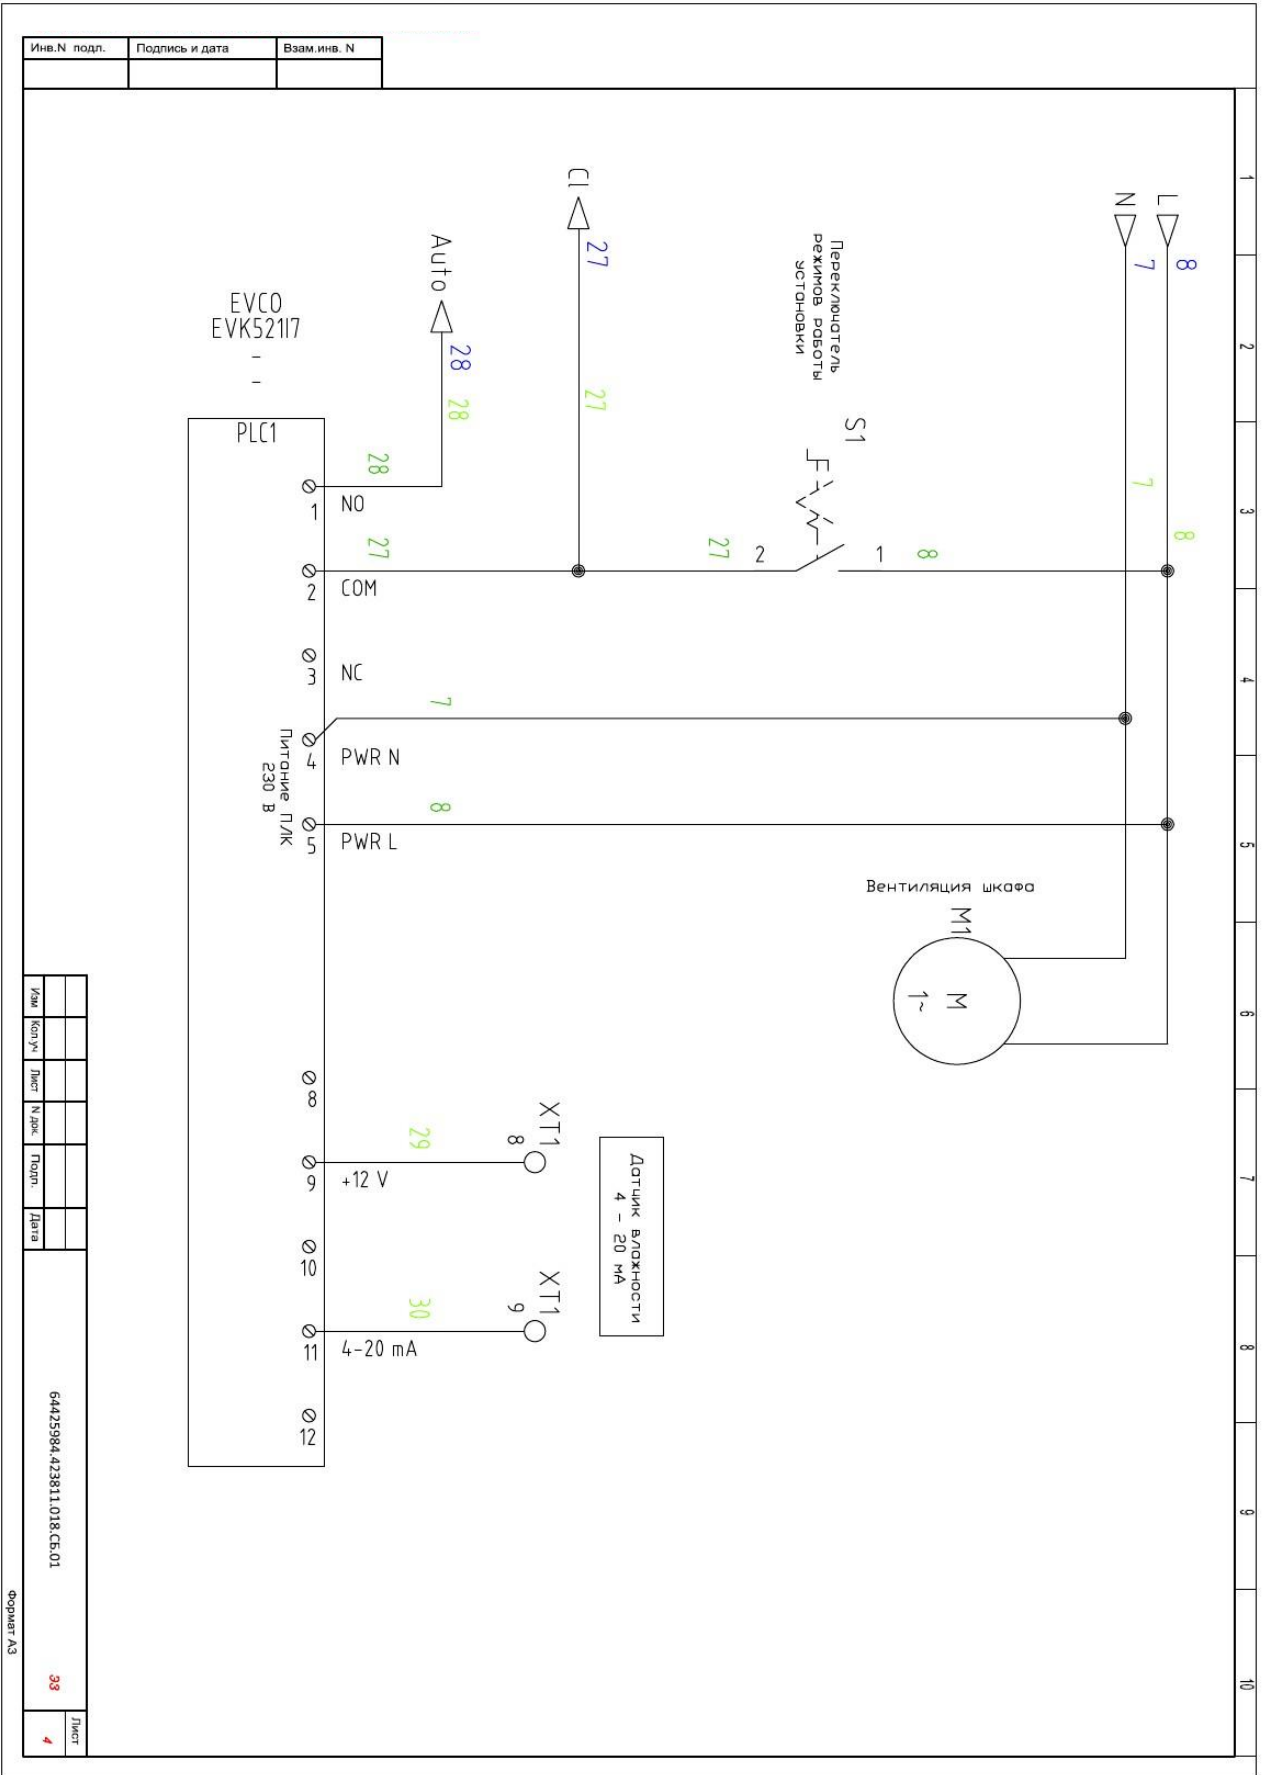 Инв.N подл.
Подпись и дата
Взам.инв. N
1
2
3
4
5
6
7
8
9
10
L
8
N
7
7
8
Переключатель
режимов работы
установки
S1
1
2
8
27
CI
27
27
Auto
28
28
28
27
7
8
EVCO
EVK521I7
-
-
PLC1
1
NO
2
COM
3
NC
4
PWR N
5
PWR L
Питание ПЛК
230 В
8
9
+12 V
10
11
4-20 mA
12
Вентиляция шкафа
M1
M
1~
29
XT1
8
30
XT1
9
Датчик влажности
4 - 20 мА
Изм
Кол.уч
Лист
N док.
Подп.
Дата
64425984.423811.018.СБ.01
ЭЗ
Лист
4
Формат А3